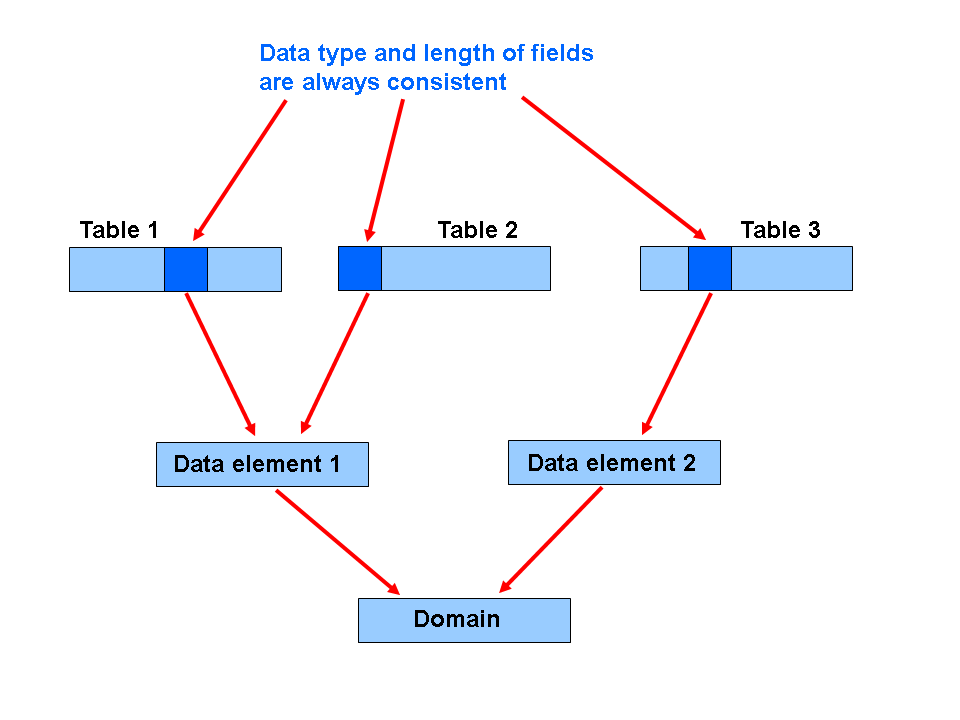 Data type and length of fields
are always consistent
Table 1
Table 2
Table 3
Data element 1
Data element 2
Domain